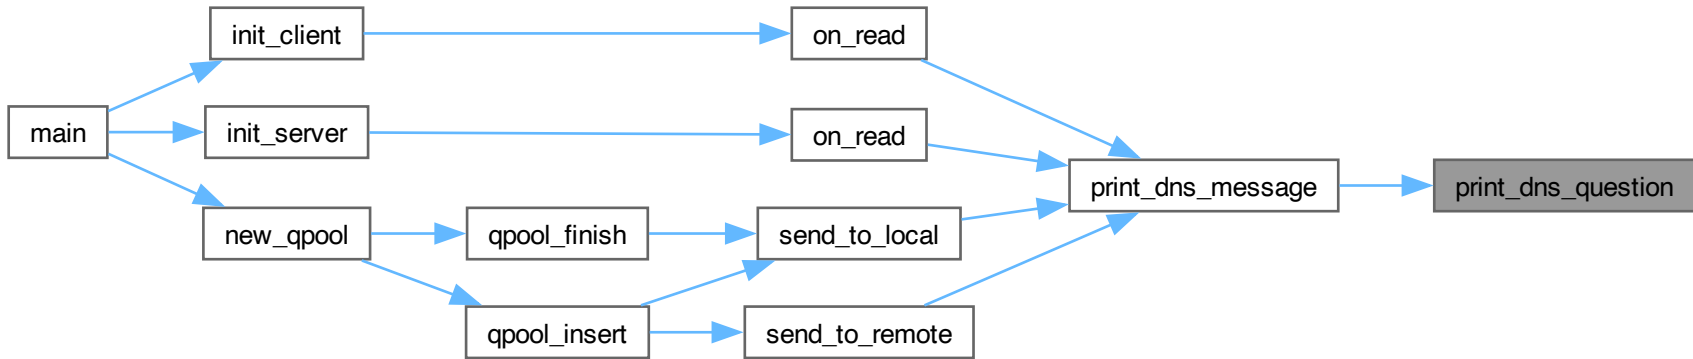 init_client
on_read
main
init_server
on_read
print_dns_message
print_dns_question
new_qpool
qpool_finish
send_to_local
qpool_insert
send_to_remote